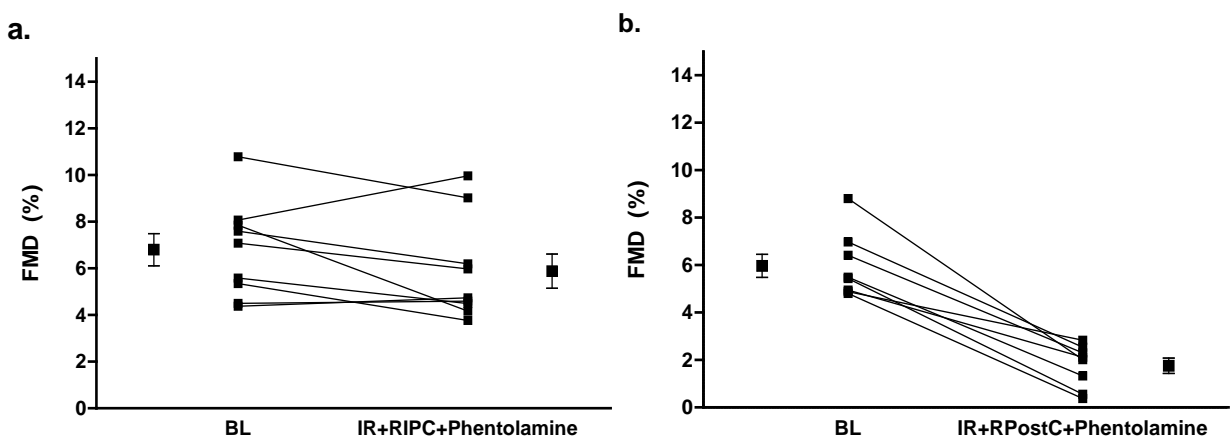 a.
14
12
10
8
6
4
2
0
FMD (%)
BL IR+RIPC+Phentolamine
b.
14
12
10
8
6
4
2
0
FMD (%)
BL IR+RPostC+Phentolamine